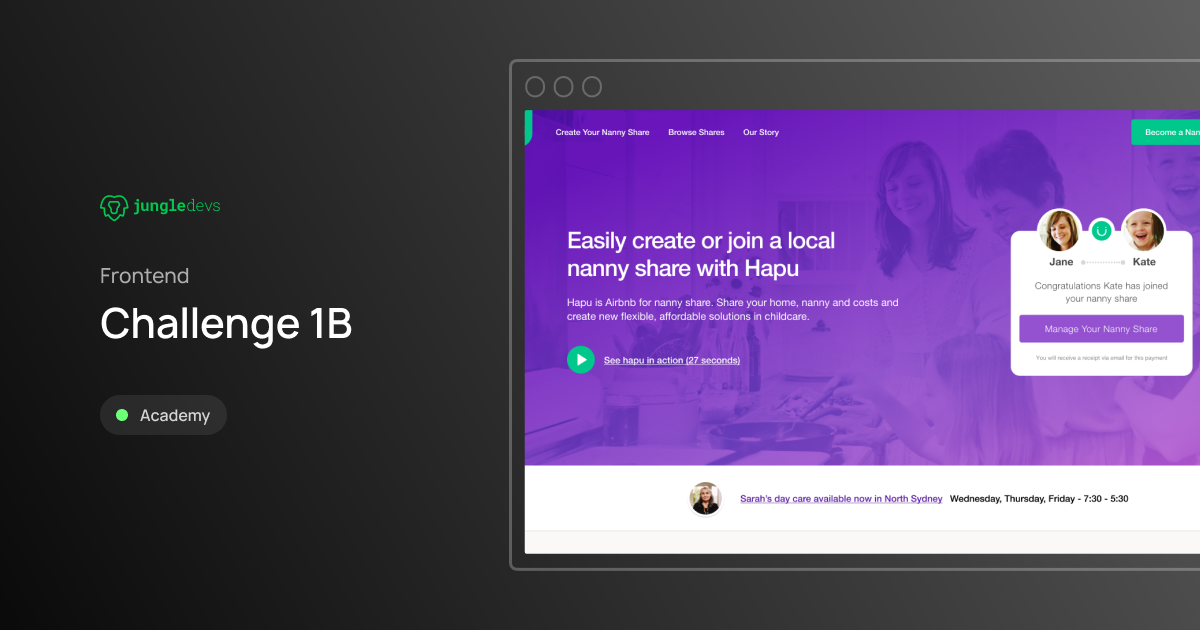 jungledevs
Frontend
Challenge 1B
Academy
Create Your Nanny Share
Browse Shares
Our Story
Become a Nan
Easily create or join a local
nanny share with Hapu
Hapu is Airbnb for nanny share. Share your home, nanny and costs and
create new flexible, affordable solutions in childcare.
See hapu in action (27 seconds)
Jane
Kate
Congratulations Kate has joined
your nanny share
Manage Your Nanny Share
You will receive a receipt via email for this payment
Sarah's day care available now in North Sydney Wednesday, Thursday, Friday - 7:30 - 5:30